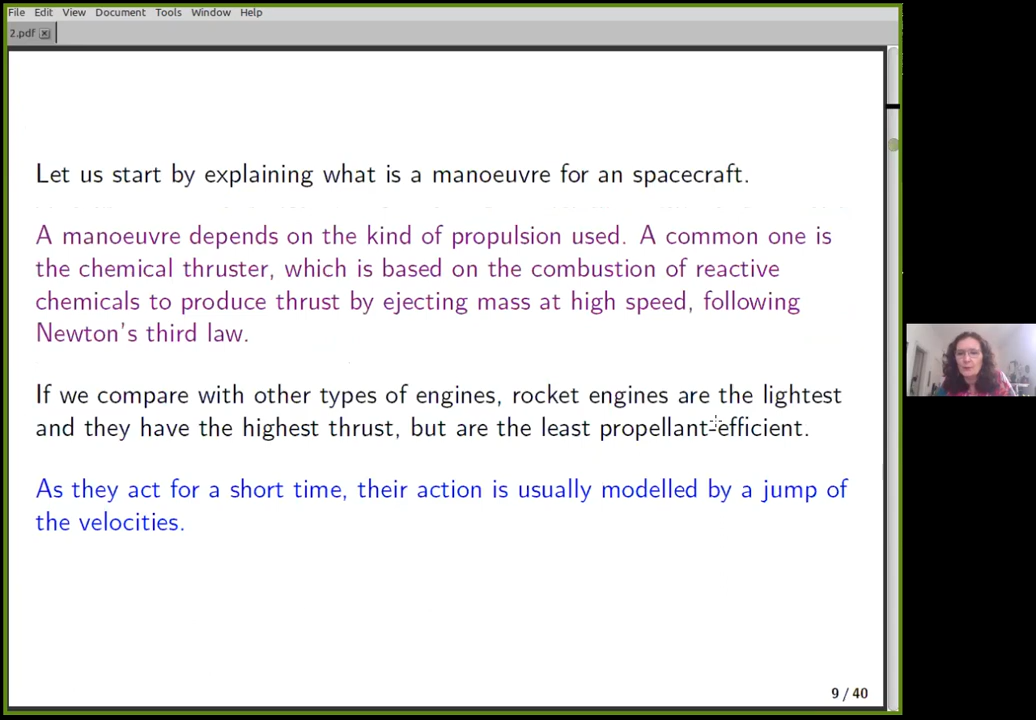 File Edit View Document Tools Window Help
2.pdf
Let us start by explaining what is a manoeuvre for an spacecraft.
A manoeuvre depends on the kind of propulsion used. A common one is
the chemical thruster, which is based on the combustion of reactive
chemicals to produce thrust by ejecting mass at high speed, following
Newton's third law.
If we compare with other types of engines, rocket engines are the lightest
and they have the highest thrust, but are the least propellant-efficient.
As they act for a short time, their action is usually modelled by a jump of
the velocities.
9 / 40